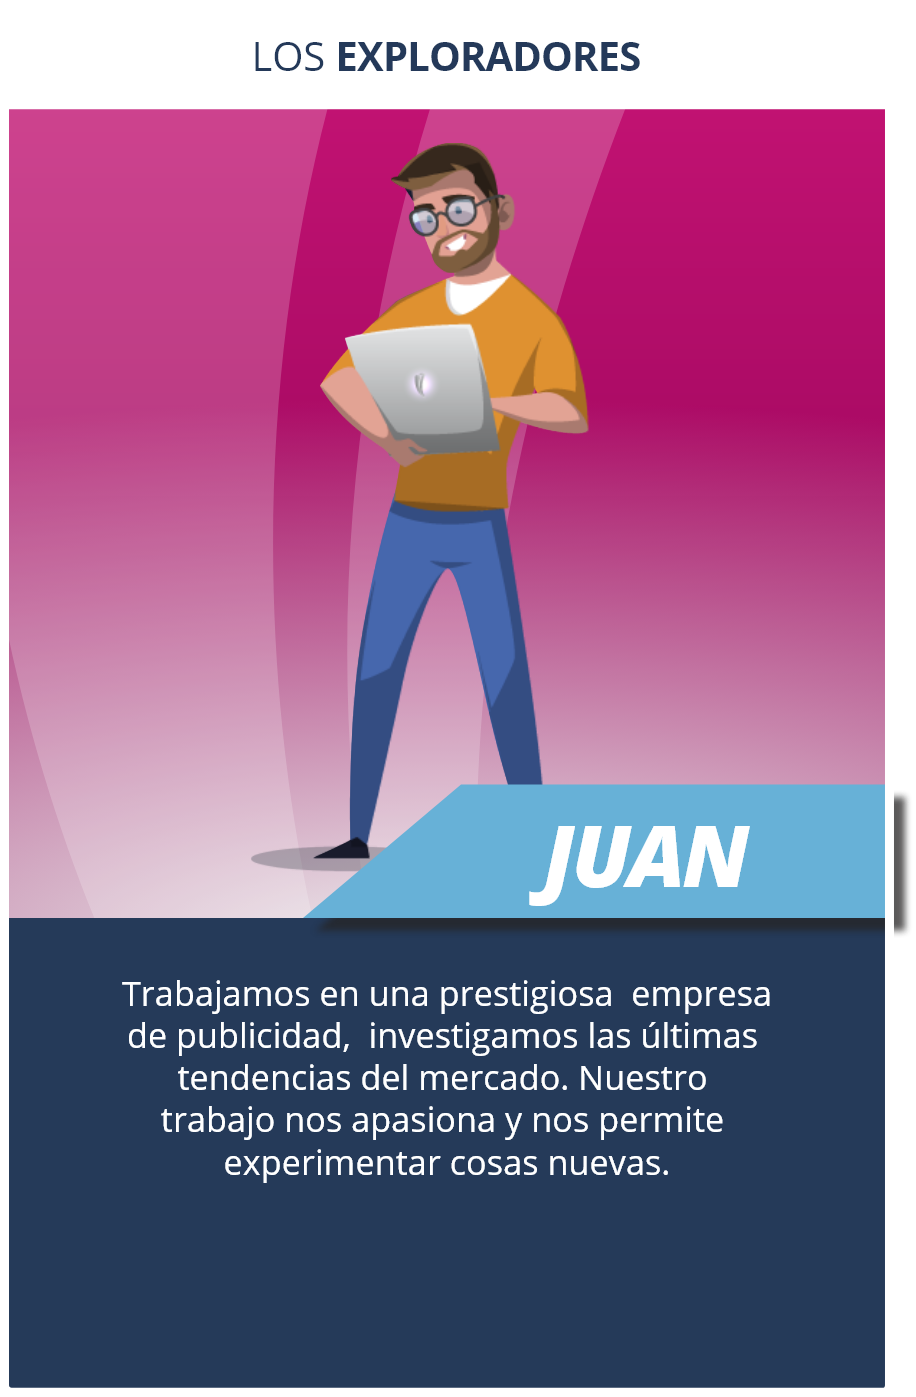 LOS EXPLORADORES
JUAN
Trabajamos en una prestigiosa  empresa
de publicidad,  investigamos las últimas
tendencias del mercado. Nuestro
trabajo nos apasiona y nos permite
experimentar cosas nuevas.